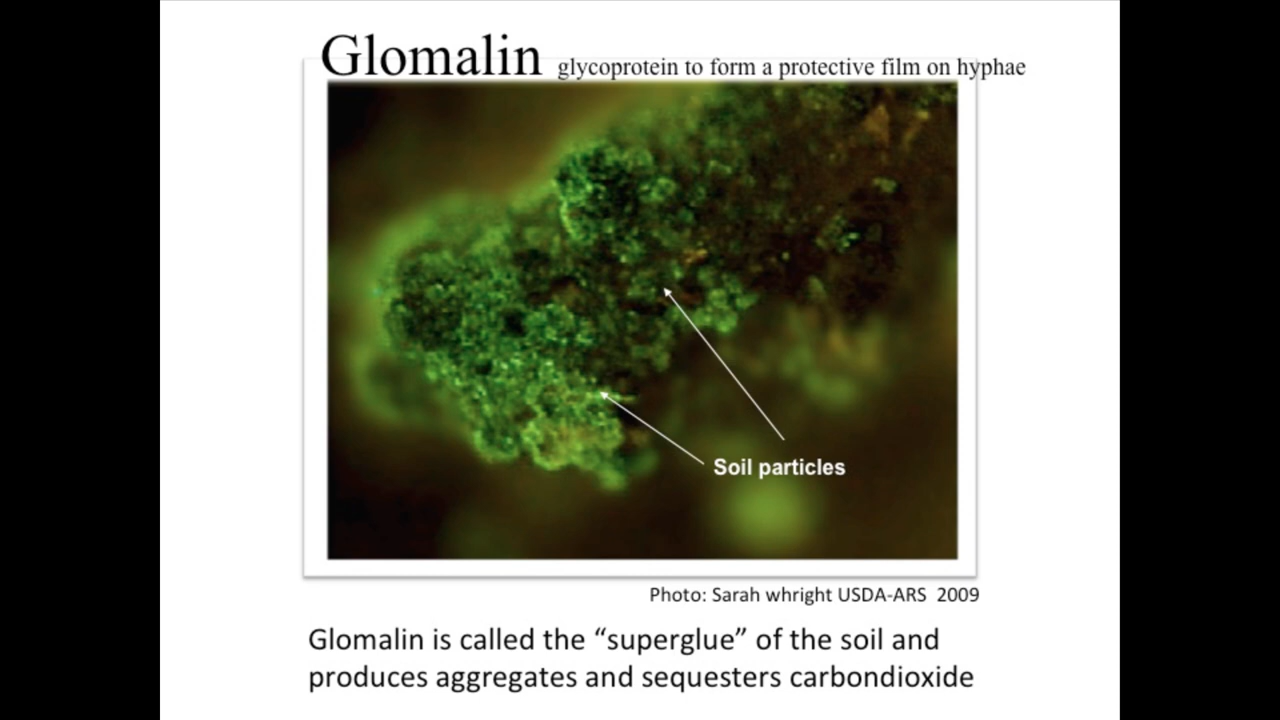 Glomalin glycoprotein to form a protective film on hyphae
Soil particles
Photo: Sarah whright USDA-ARS 2009
Glomalin is called the “superglue” of the soil and
produces aggregates and sequesters carbondioxide